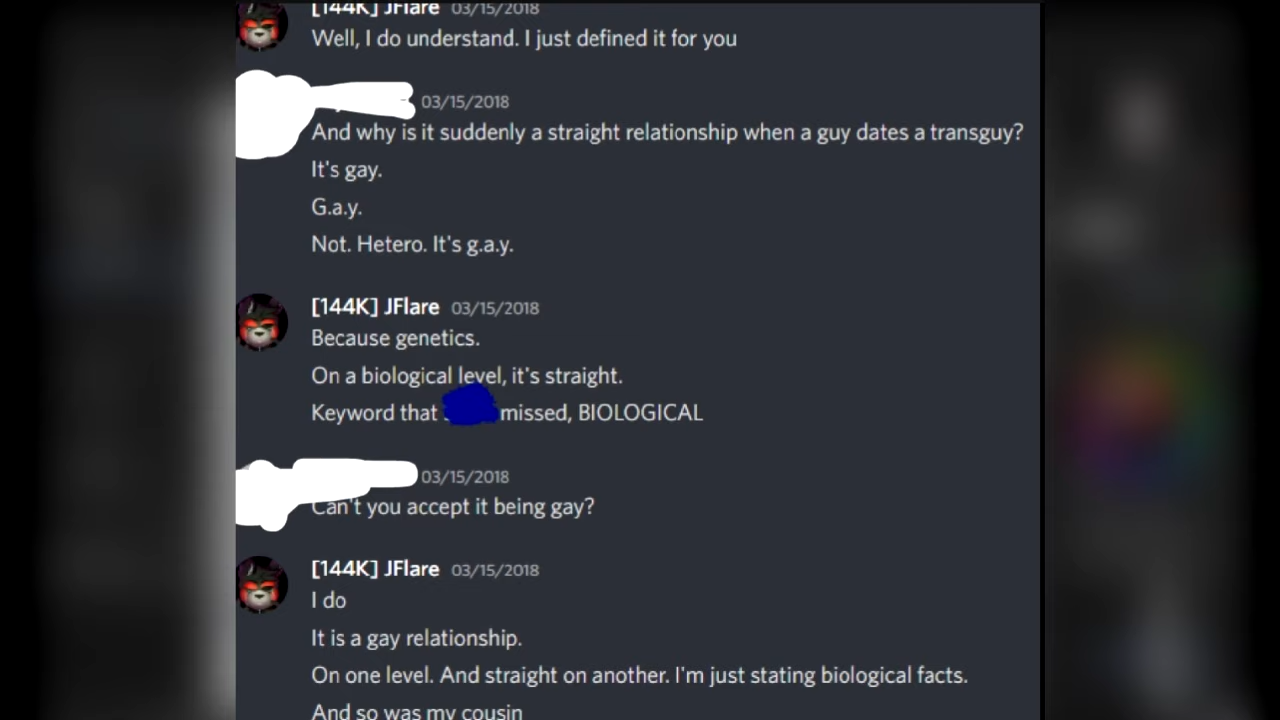 [144K] JFlare 03/15/2018
Well, I do understand. I just defined it for you
03/15/2018
And why is it suddenly a straight relationship when a guy dates a transguy?
It's gay.
G.a.y.
Not. Hetero. It's g.a.y.
[144K] JFlare 03/15/2018
Because genetics.
On a biological level, it's straight.
Keyword that missed, BIOLOGICAL
03/15/2018
Can't you accept it being gay?
[144K] JFlare 03/15/2018
I do
It is a gay relationship.
On one level. And straight on another. I'm just stating biological facts.
And so was my cousin